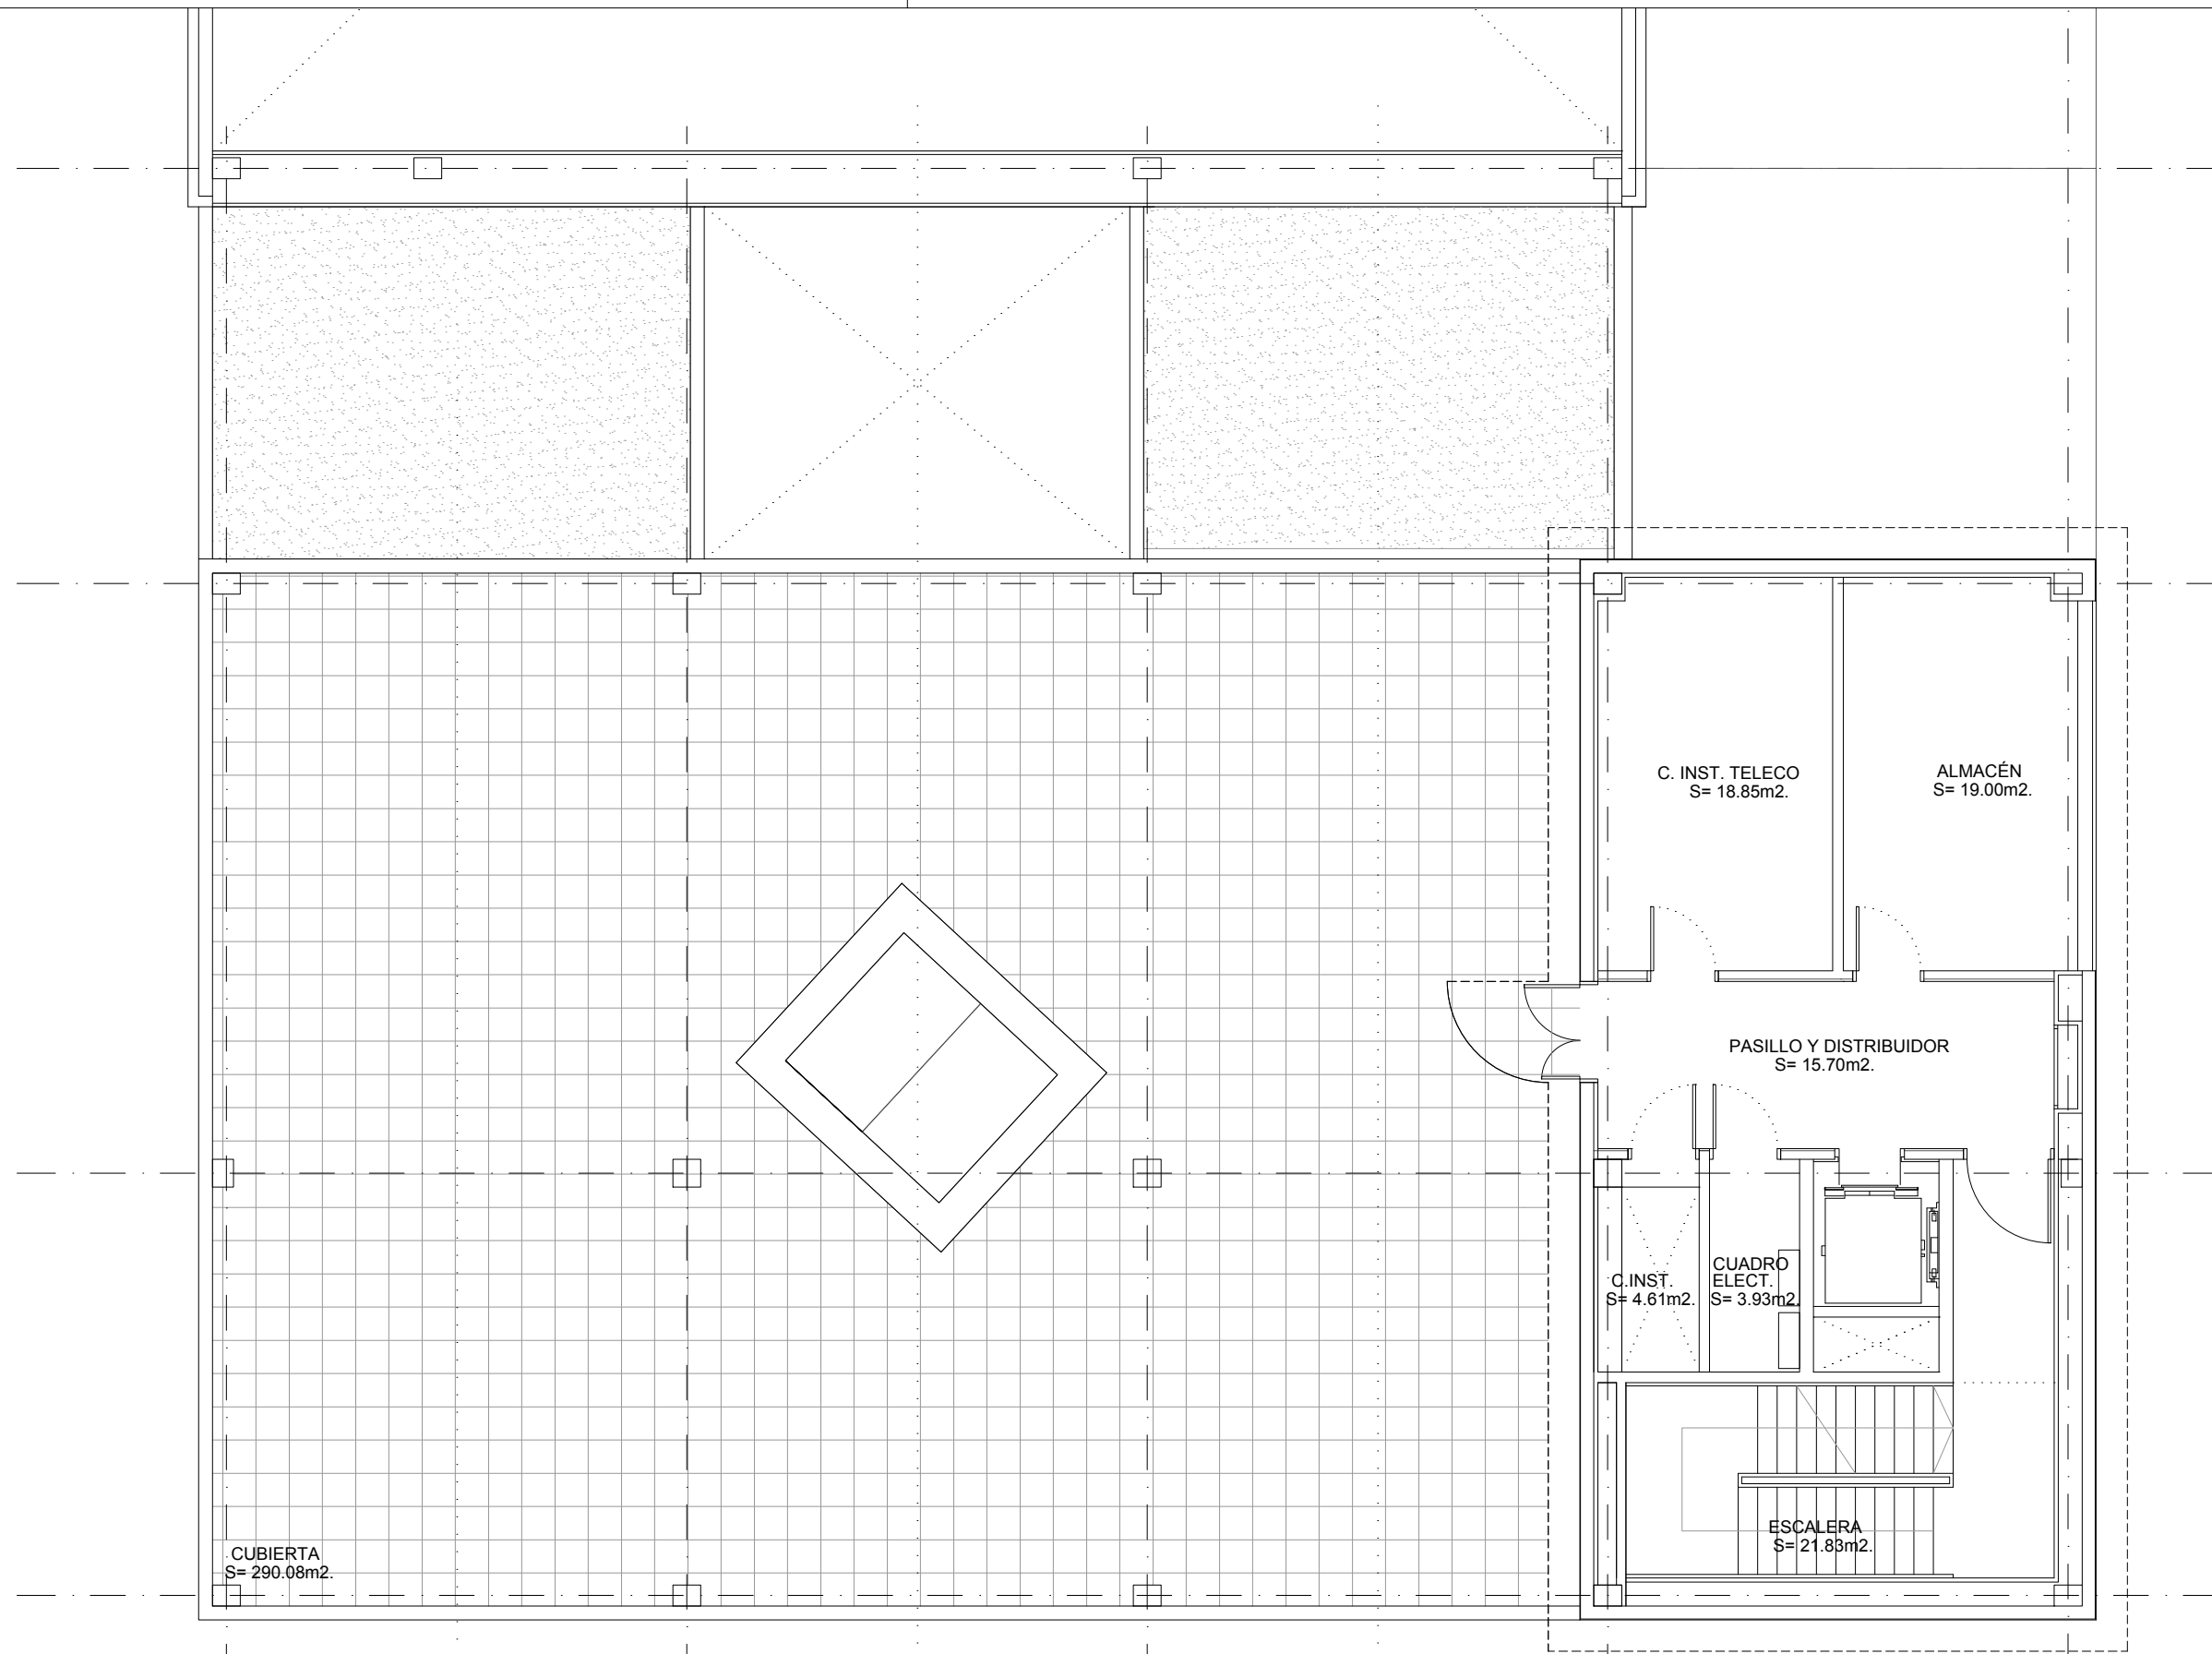 C. INST. TELECO
S= 18.85m2.
ALMACÉN
S= 19.00m2.
PASILLO Y DISTRIBUIDOR
S= 15.70m2.
C.INST.
S= 4.61m2.
CUADRO
ELECT.
S= 3.93m2.
ESCALERA
S= 21.83m2.
CUBIERTA
S= 290.08m2.